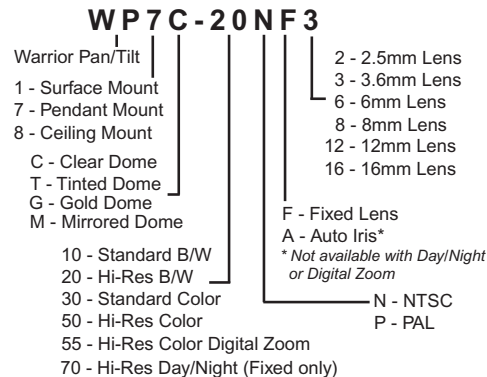 WP7C-20NF3
Warrior Pan/Tilt
1 - Surface Mount
7 - Pendant Mount
8 - Ceiling Mount
C - Clear Dome
T - Tinted Dome
G - Gold Dome
M - Mirrored Dome
10 - Standard B/W
20 - Hi-Res B/W
30 - Standard Color
50 - Hi-Res Color
55 - Hi-Res Color Digital Zoom
70 - Hi-Res Day/Night (Fixed only)
2 - 2.5mm Lens
3 - 3.6mm Lens
6 - 6mm Lens
8 - 8mm Lens
12 - 12mm Lens
16 - 16mm Lens
F - Fixed Lens
A - Auto Iris*
* Not available with Day/Night
or Digital Zoom
N - NTSC
P - PAL